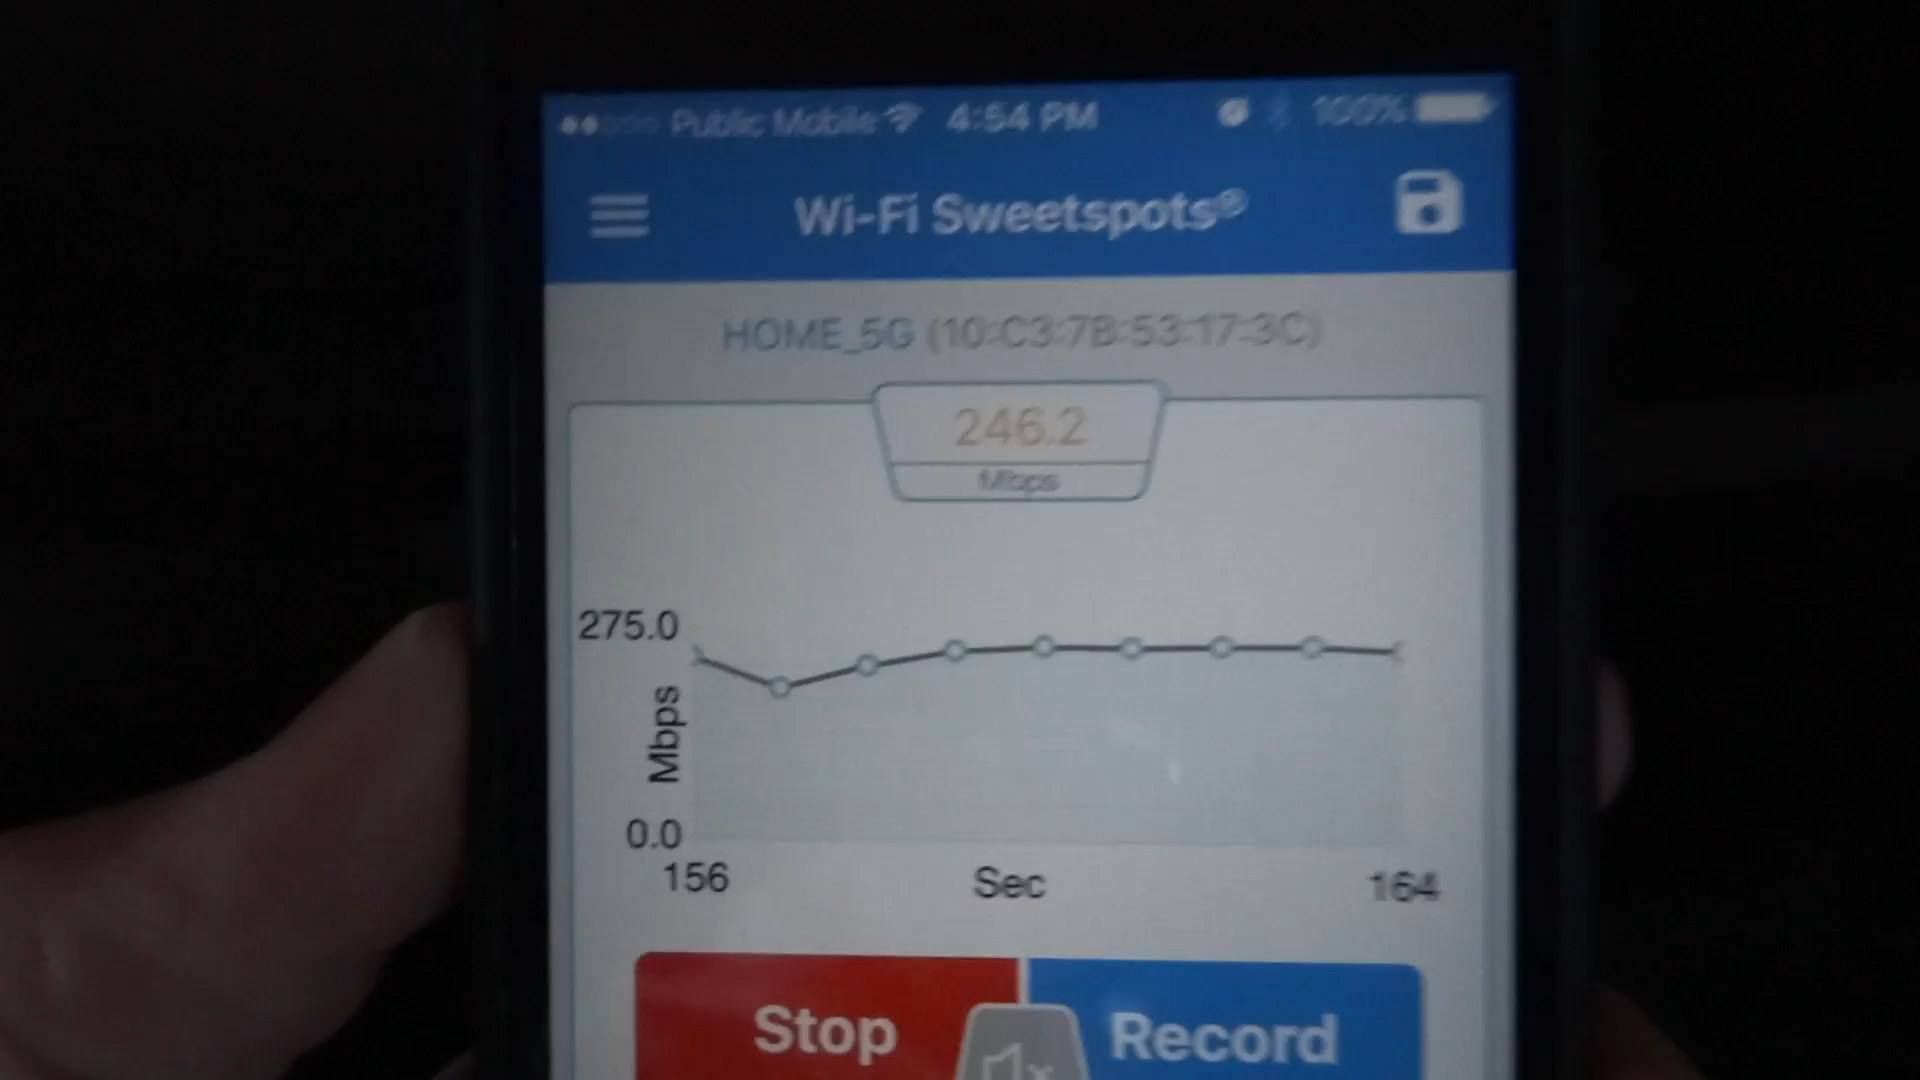 Public Mobile 4:54 PM 100%
Wi-Fi Sweetspots®
HOME_5G (10:C3:7B:53:17:3C)
246.2
Mbps
275.0
Mbps
0.0
156 Sec 164
Stop Record